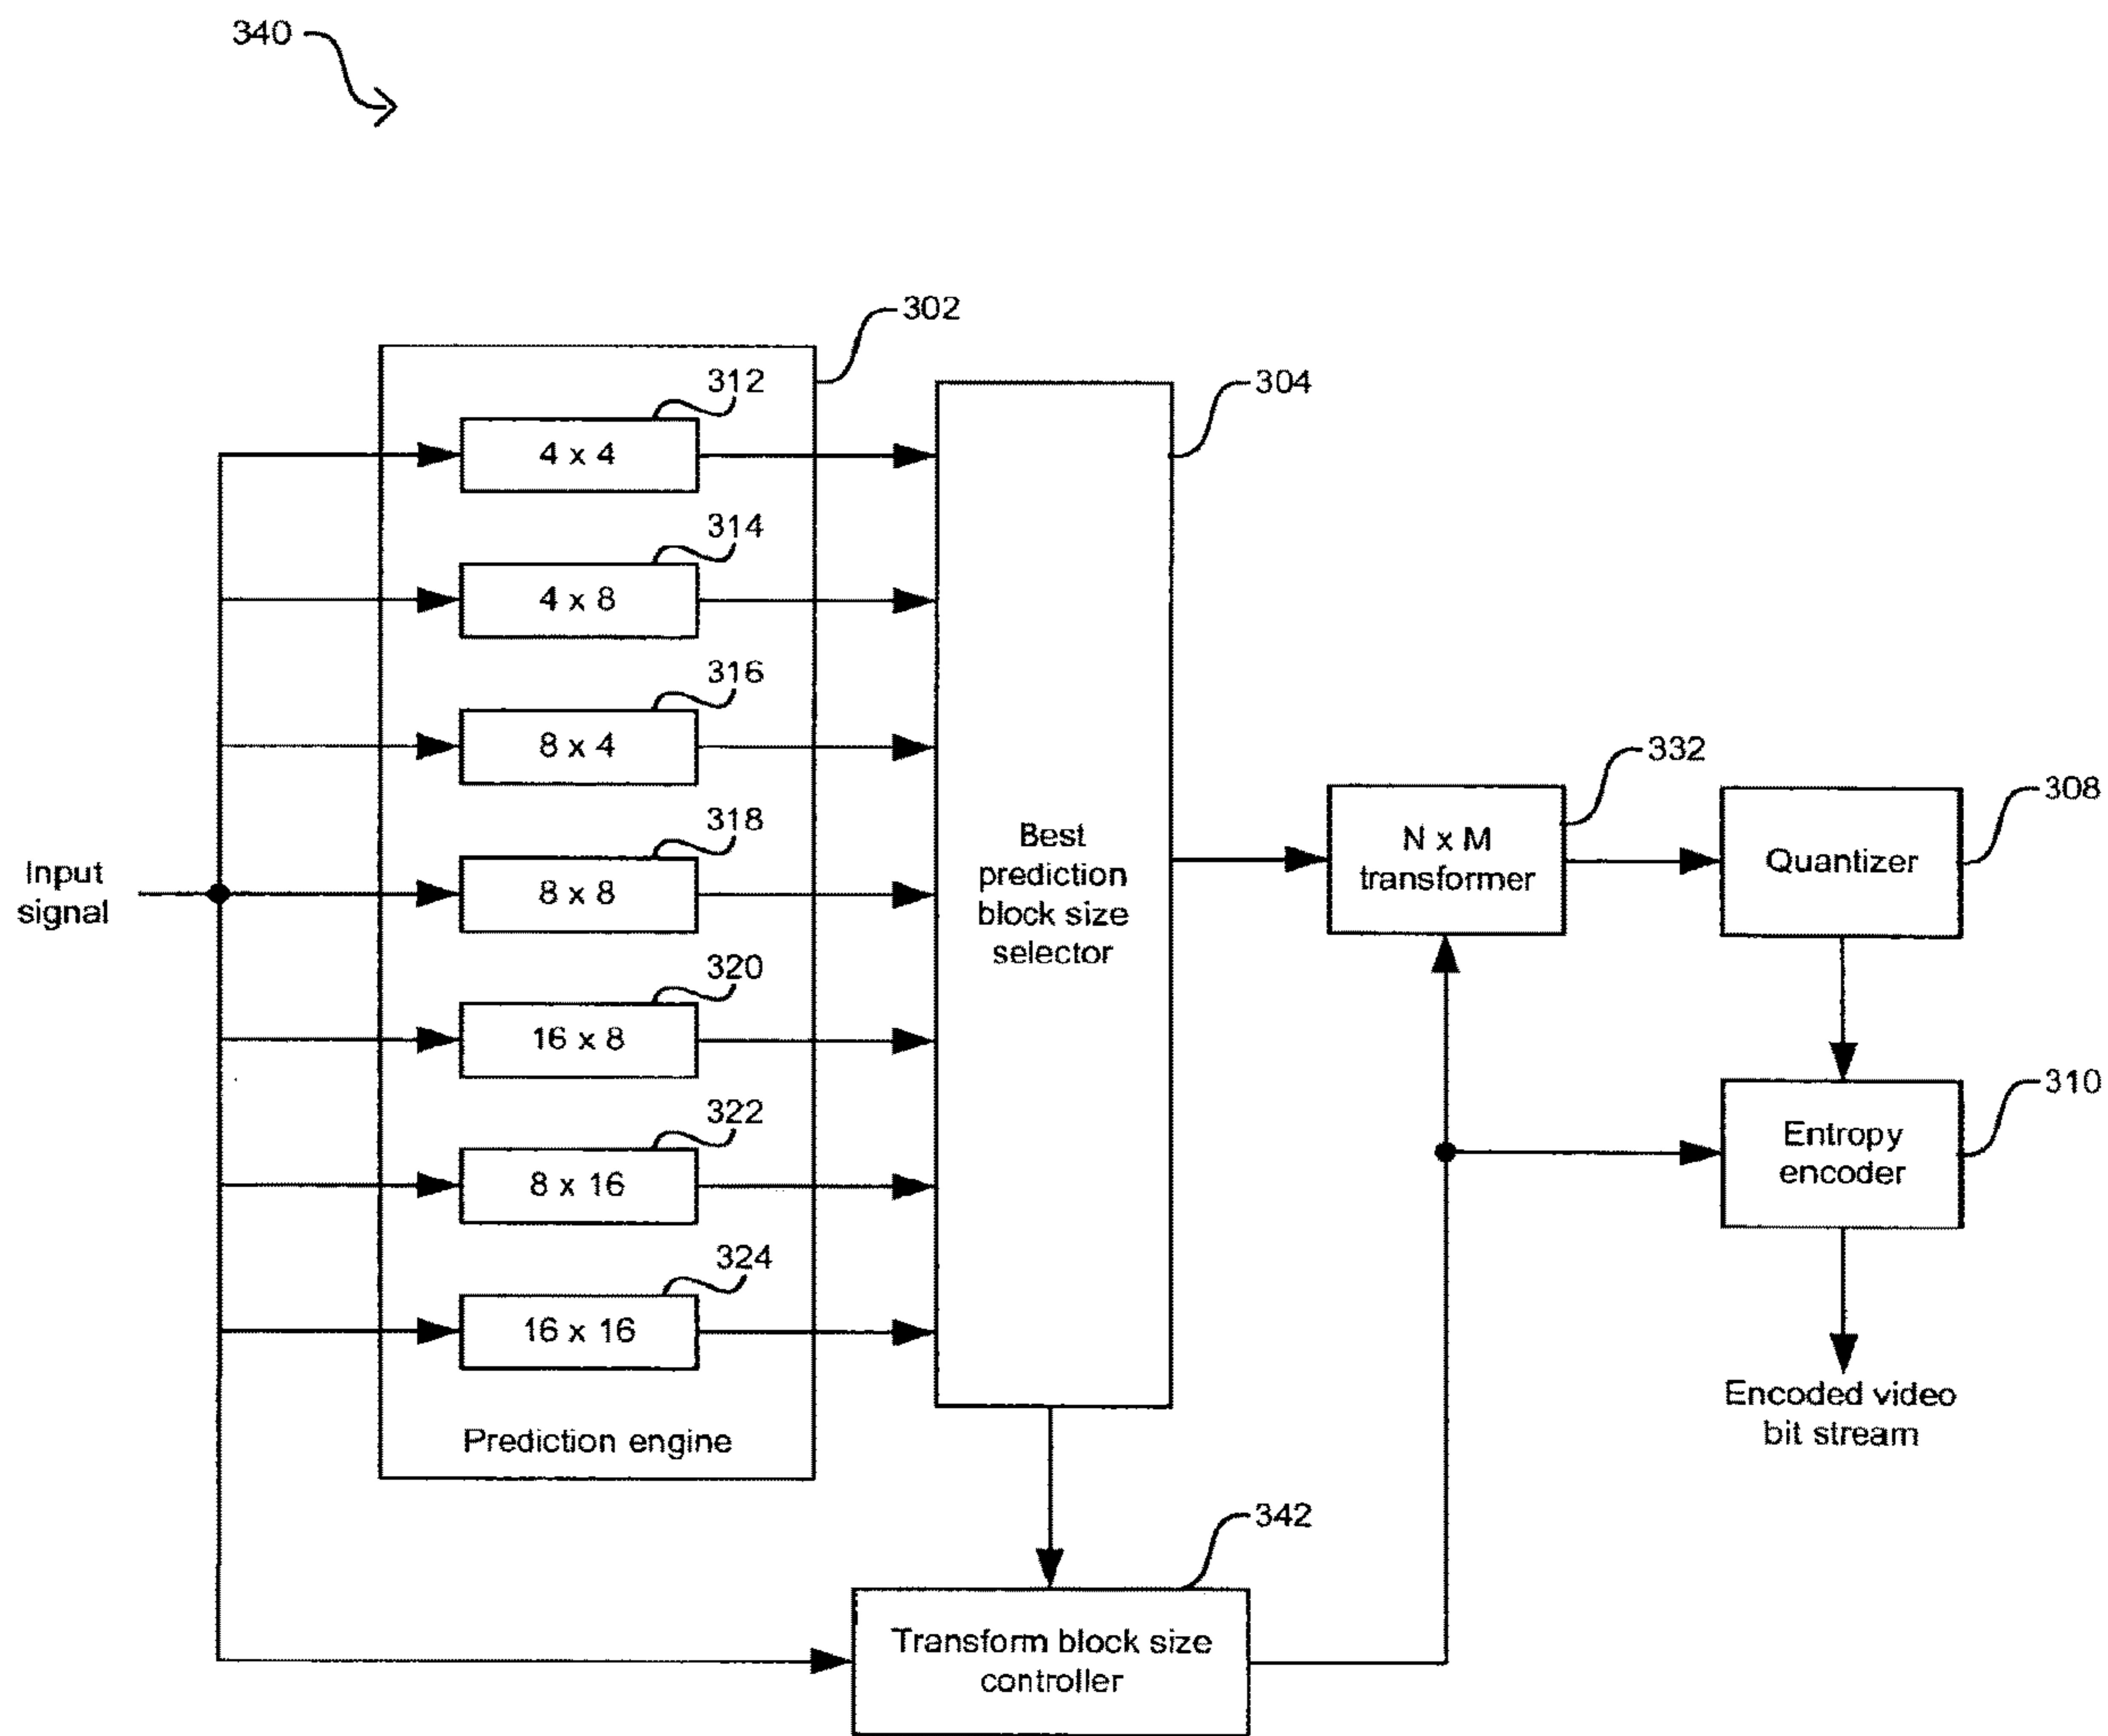 340
302
312
4 x 4
304
314
4 x 8
316
8 x 4
318
8 x 8
Input
signal
320
16 x 8
322
8 x 16
324
16 x 16
Prediction engine
Best
prediction
block size
selector
332
N x M
transformer
308
Quantizer
310
Entropy
encoder
Encoded video
bit stream
342
Transform block size
controller